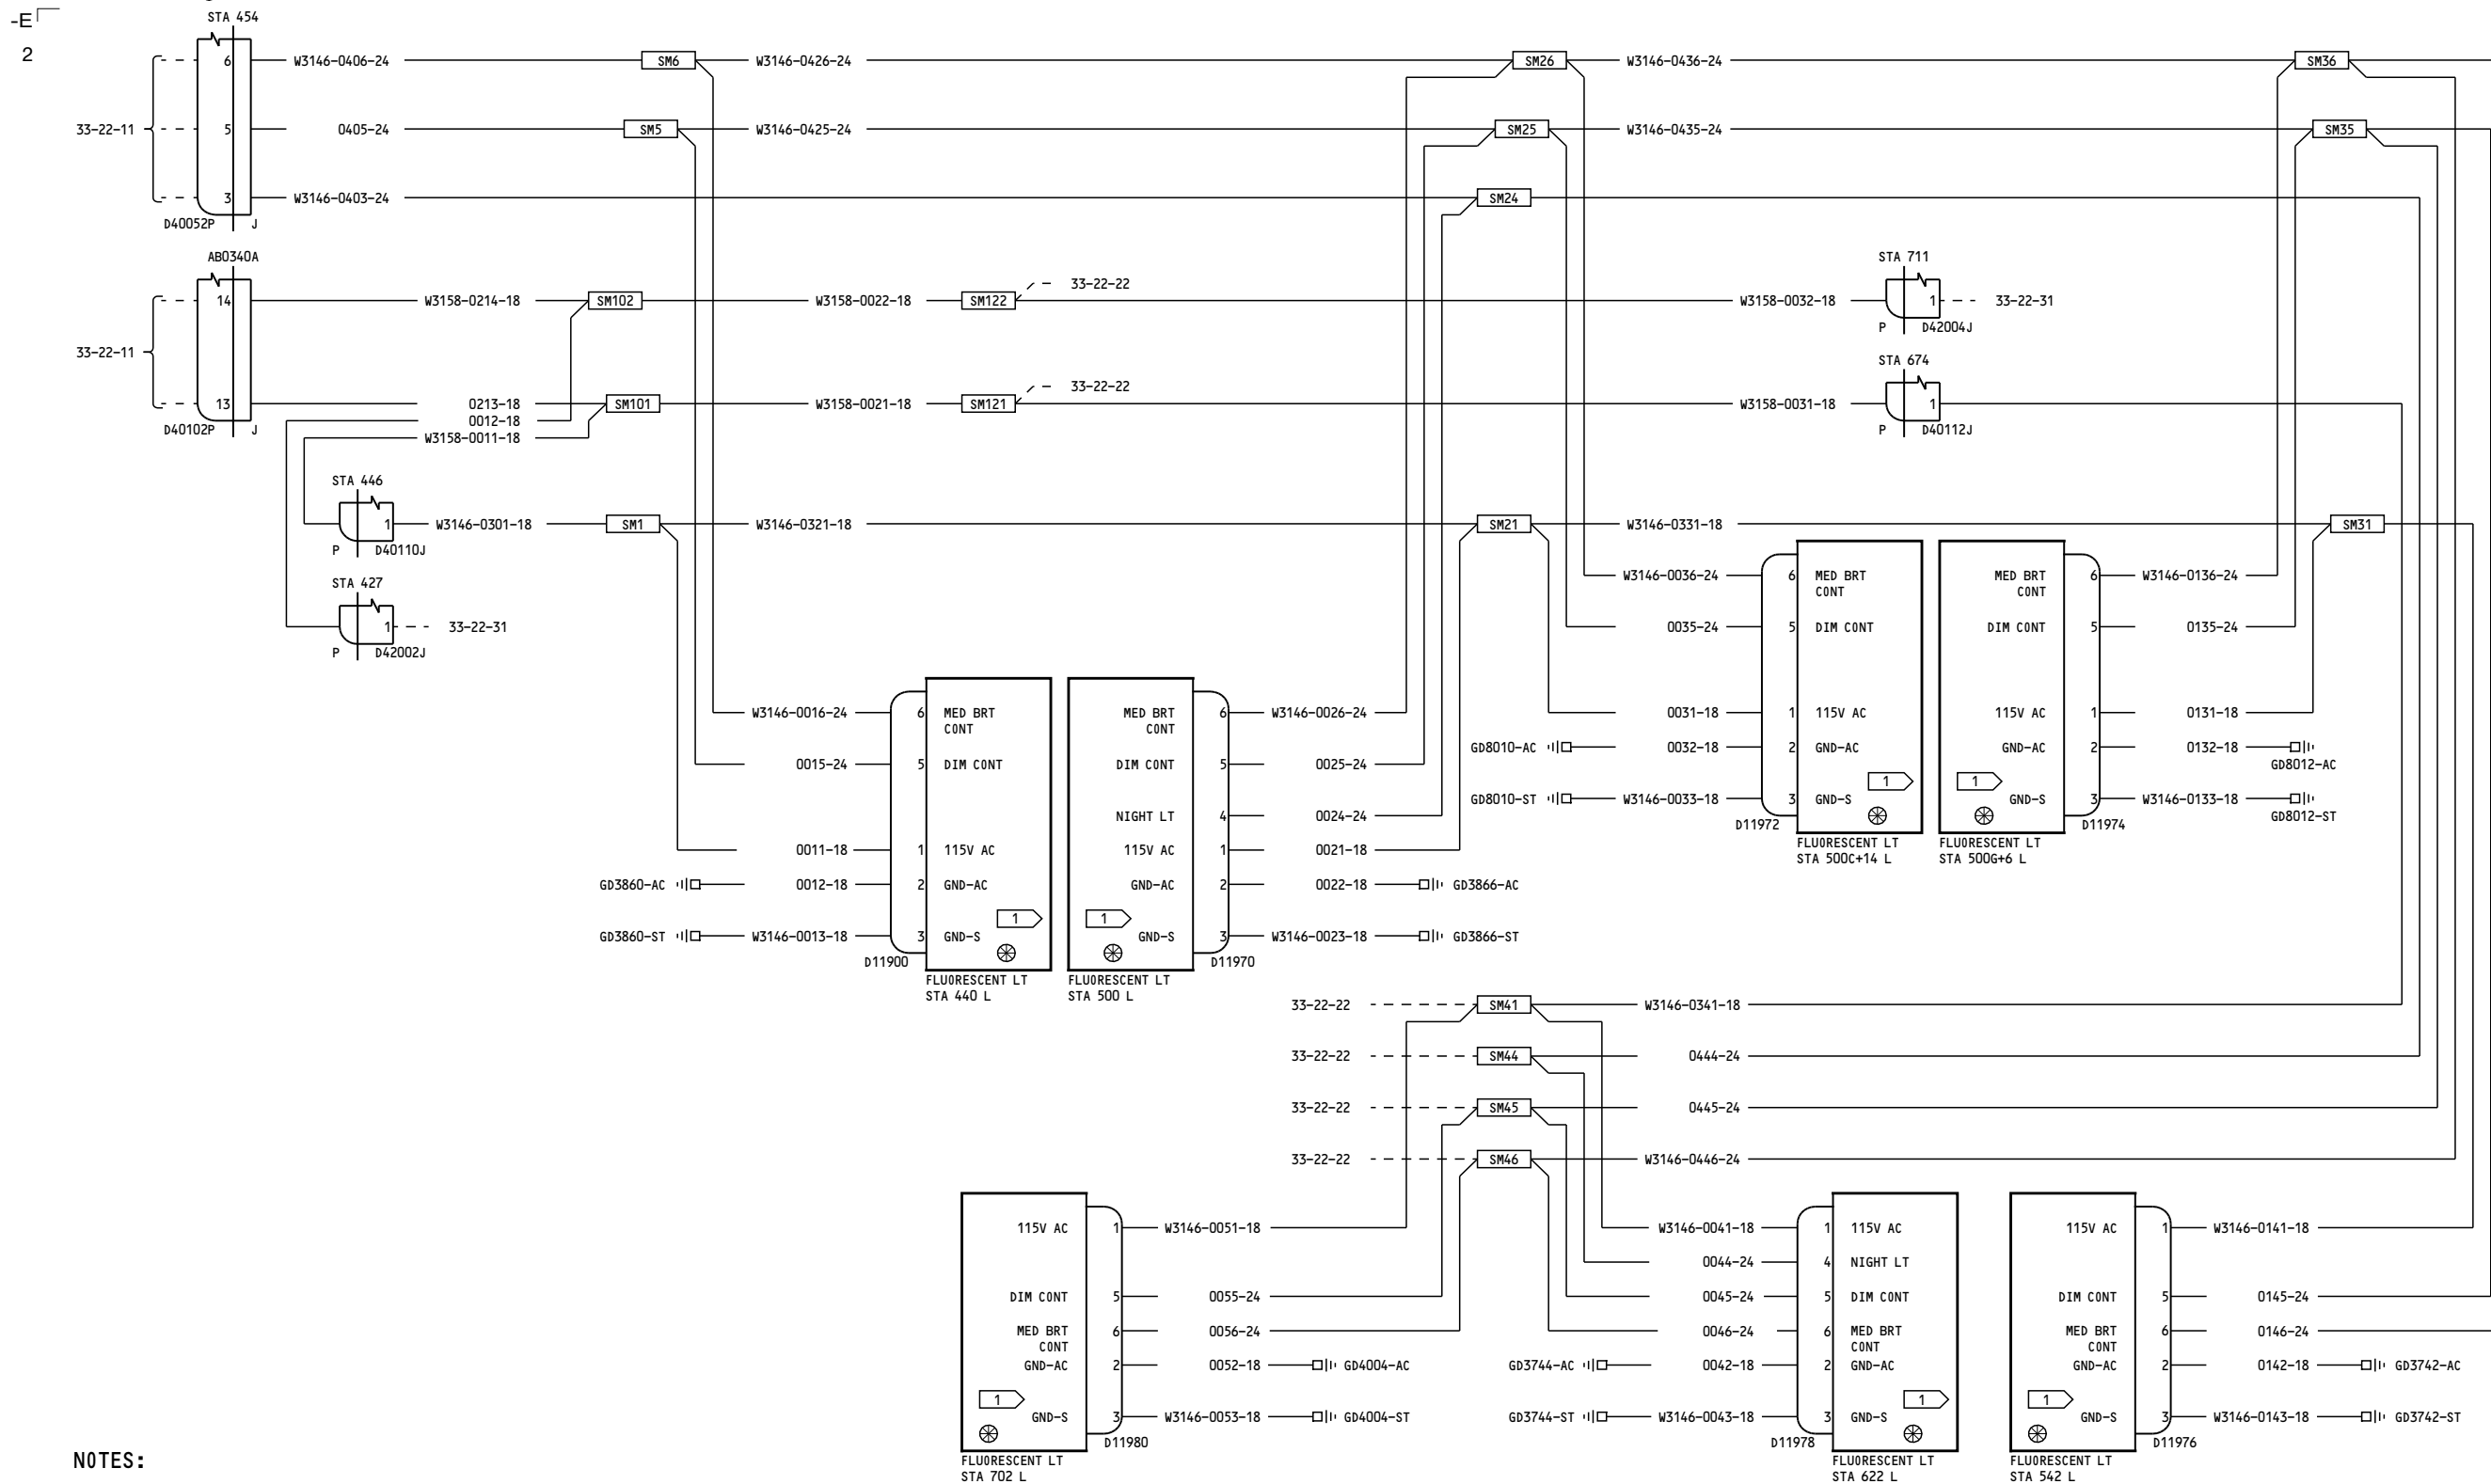 -E
2
STA 454
6
W3146-0406-24
SM6
W3146-0426-24
SM26
W3146-0436-24
SM36
33-22-11
5
0405-24
SM5
W3146-0425-24
SM25
W3146-0435-24
SM35
3
W3146-0403-24
SM24
D40052P
J
AB0340A
14
W3158-0214-18
SM102
W3158-0022-18
SM122
33-22-22
W3158-0032-18
STA 711
1
33-22-31
P
D42004J
33-22-11
13
0213-18
SM101
W3158-0021-18
SM121
33-22-22
W3158-0031-18
STA 674
1
P
D40112J
0012-18
W3158-0011-18
D40102P
J
STA 446
1
W3146-0301-18
SM1
W3146-0321-18
SM21
W3146-0331-18
SM31
P
D40110J
STA 427
1
33-22-31
P
D42002J
W3146-0036-24
6
MED BRT
CONT
0035-24
5
DIM CONT
0031-18
1
115V AC
GD8010-AC
0032-18
2
GND-AC
1
GD8010-ST
W3146-0033-18
3
GND-S
D11972
FLUORESCENT LT
STA 500C+14 L
MED BRT
CONT
6
W3146-0136-24
DIM CONT
5
0135-24
115V AC
1
0131-18
GND-AC
2
0132-18
GD8012-AC
1
GND-S
3
W3146-0133-18
GD8012-ST
D11974
FLUORESCENT LT
STA 500G+6 L
W3146-0016-24
6
MED BRT
CONT
0015-24
5
DIM CONT
0011-18
1
115V AC
GD3860-AC
0012-18
2
GND-AC
1
GD3860-ST
W3146-0013-18
3
GND-S
D11900
FLUORESCENT LT
STA 440 L
MED BRT
CONT
6
W3146-0026-24
DIM CONT
5
0025-24
NIGHT LT
4
0024-24
115V AC
1
0021-18
GND-AC
2
0022-18
GD3866-AC
1
GND-S
3
W3146-0023-18
GD3866-ST
D11970
FLUORESCENT LT
STA 500 L
33-22-22
SM41
W3146-0341-18
33-22-22
SM44
0444-24
33-22-22
SM45
0445-24
33-22-22
SM46
W3146-0446-24
115V AC
1
W3146-0051-18
DIM CONT
5
0055-24
MED BRT
CONT
6
0056-24
GND-AC
2
0052-18
GD4004-AC
1
GND-S
3
W3146-0053-18
GD4004-ST
D11980
FLUORESCENT LT
STA 702 L
W3146-0041-18
1
115V AC
0044-24
4
NIGHT LT
0045-24
5
DIM CONT
0046-24
6
MED BRT
CONT
GD3744-AC
0042-18
2
GND-AC
1
GD3744-ST
W3146-0043-18
3
GND-S
D11978
FLUORESCENT LT
STA 622 L
115V AC
1
W3146-0141-18
DIM CONT
5
0145-24
MED BRT
CONT
6
0146-24
GND-AC
2
0142-18
GD3742-AC
1
GND-S
3
W3146-0143-18
GD3742-ST
D11976
FLUORESCENT LT
STA 542 L
NOTES: